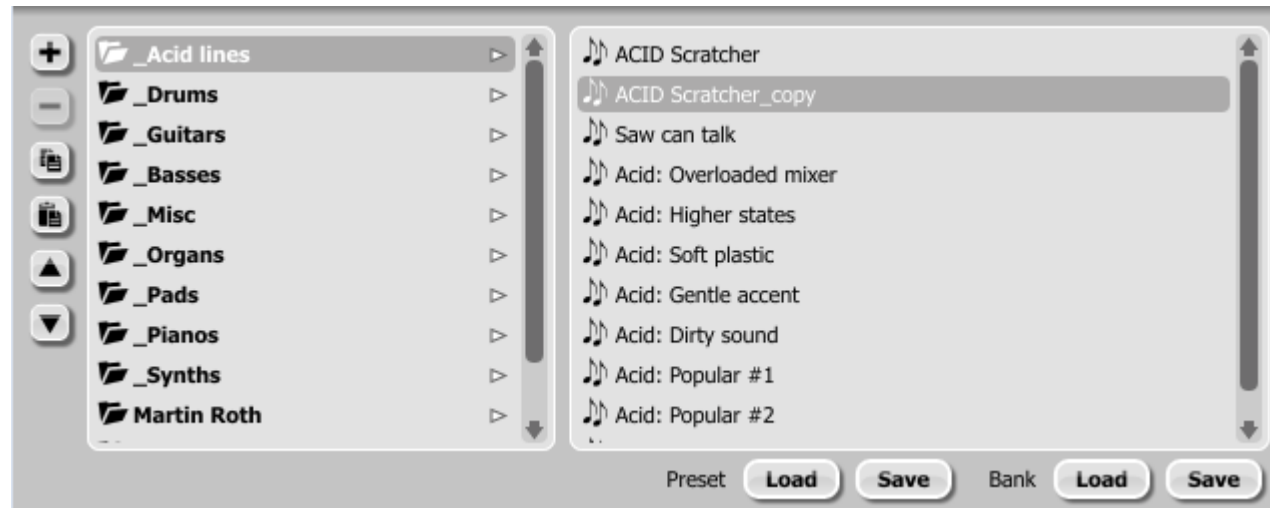 _Acid lines
_Drums
_Guitars
_Basses
_Misc
_Organs
_Pads
_Pianos
_Synths
Martin Roth
ACID Scratcher
ACID Scratcher_copy
Saw can talk
Acid: Overloaded mixer
Acid: Higher states
Acid: Soft plastic
Acid: Gentle accent
Acid: Dirty sound
Acid: Popular #1
Acid: Popular #2
Preset Load Save Bank Load Save